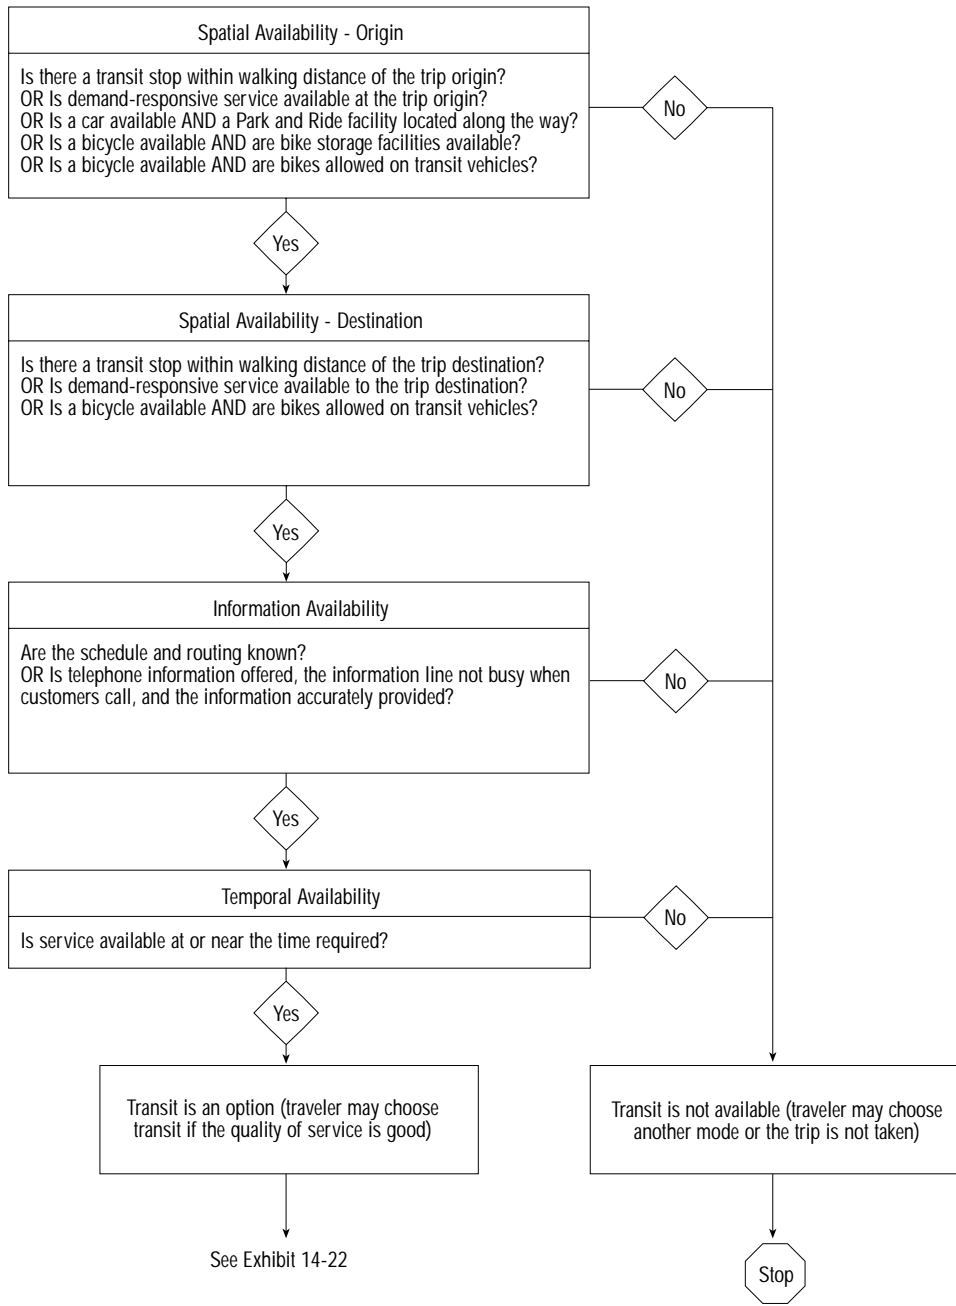 Spatial Availability - Origin
Is there a transit stop within walking distance of the trip origin?
OR Is demand-responsive service available at the trip origin?
OR Is a car available AND a Park and Ride facility located along the way?
OR Is a bicycle available AND are bike storage facilities available?
OR Is a bicycle available AND are bikes allowed on transit vehicles?
No
Yes
Spatial Availability - Destination
Is there a transit stop within walking distance of the trip destination?
OR Is demand-responsive service available to the trip destination?
OR Is a bicycle available AND are bikes allowed on transit vehicles?
No
Yes
Information Availability
Are the schedule and routing known?
OR Is telephone information offered, the information line not busy when
customers call, and the information accurately provided?
No
Yes
Temporal Availability
Is service available at or near the time required?
No
Yes
Transit is an option (traveler may choose
transit if the quality of service is good)
Transit is not available (traveler may choose
another mode or the trip is not taken)
See Exhibit 14-22
Stop